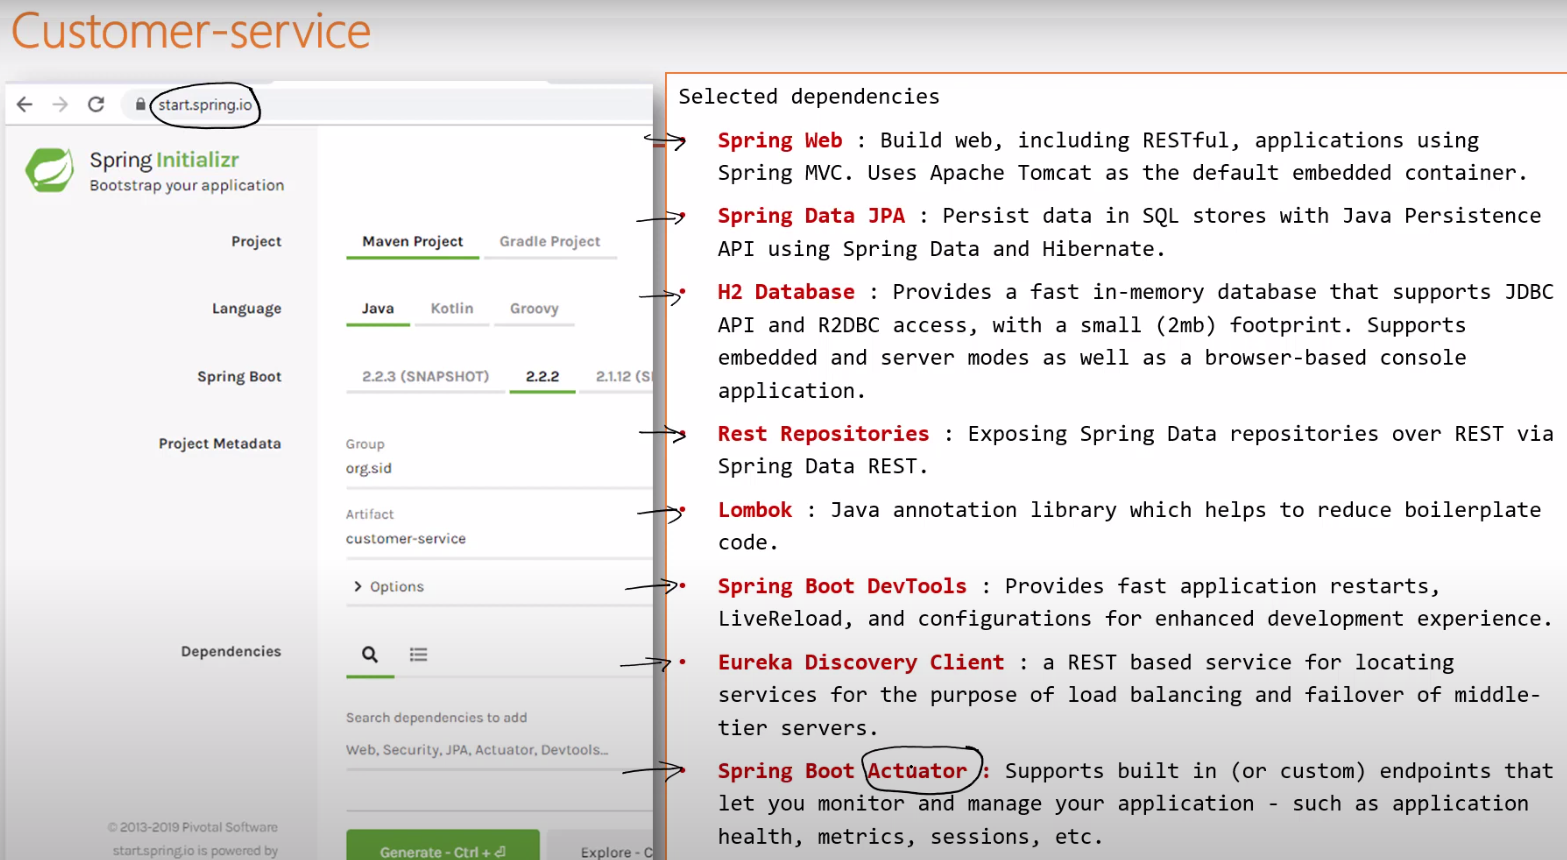 Customer-service
start.spring.io
Spring Initializr
Bootstrap your application
Project
Maven Project
Gradle Project
Language
Java
Kotlin
Groovy
Spring Boot
2.2.3 (SNAPSHOT)
2.2.2
2.1.12
Project Metadata
Group
org.sid
Artifact
customer-service
Options
Dependencies
Search dependencies to add
Web, Security, JPA, Actuator, Devtools...
© 2013-2019 Pivotal Software
start.spring.io is powered by
Generate - Ctrl + ⏎
Explore -
Selected dependencies
• Spring Web : Build web, including RESTful, applications using
Spring MVC. Uses Apache Tomcat as the default embedded container.
• Spring Data JPA : Persist data in SQL stores with Java Persistence
API using Spring Data and Hibernate.
• H2 Database : Provides a fast in-memory database that supports JDBC
API and R2DBC access, with a small (2mb) footprint. Supports
embedded and server modes as well as a browser-based console
application.
• Rest Repositories : Exposing Spring Data repositories over REST via
Spring Data REST.
• Lombok : Java annotation library which helps to reduce boilerplate
code.
• Spring Boot DevTools : Provides fast application restarts,
LiveReload, and configurations for enhanced development experience.
• Eureka Discovery Client : a REST based service for locating
services for the purpose of load balancing and failover of middle-
tier servers.
• Spring Boot Actuator : Supports built in (or custom) endpoints that
let you monitor and manage your application - such as application
health, metrics, sessions, etc.